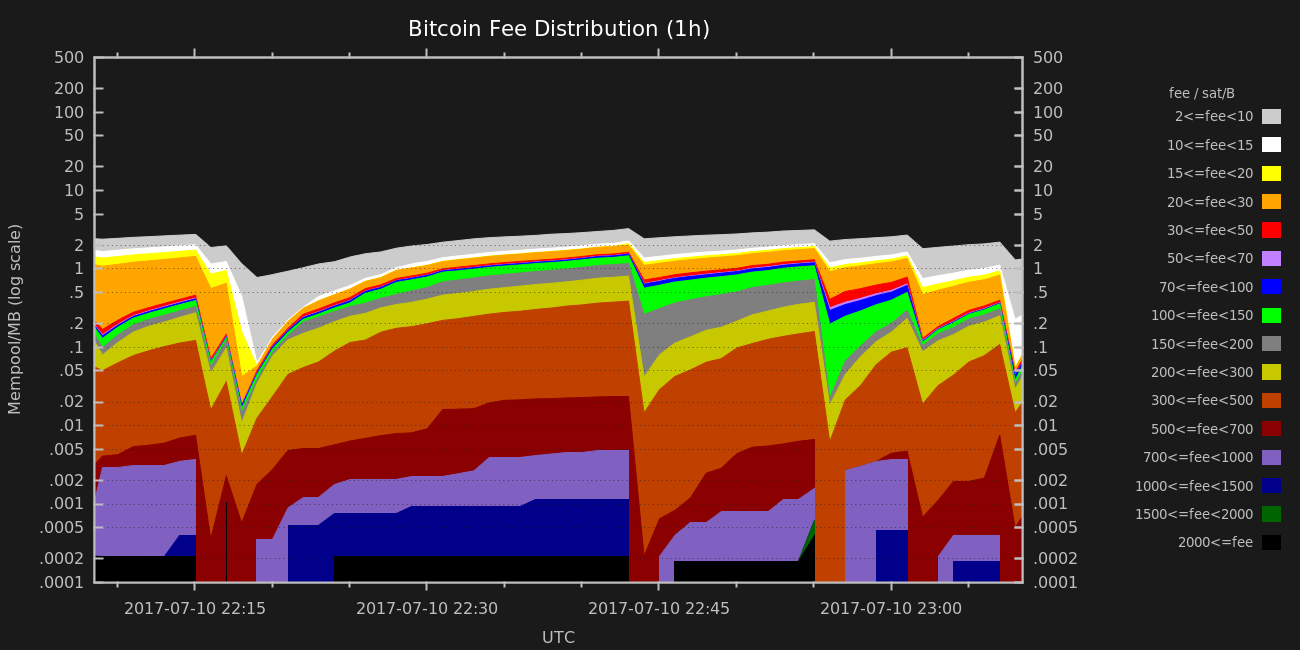 Bitcoin Fee Distribution (1h)
Mempool/MB (log scale)
500
200
100
50
20
10
5
2
1
.5
.2
.1
.05
.02
.01
.005
.002
.001
.0005
.0002
.0001
500
200
100
50
20
10
5
2
1
.5
.2
.1
.05
.02
.01
.005
.002
.001
.0005
.0002
.0001
2017-07-10 22:15
2017-07-10 22:30
2017-07-10 22:45
2017-07-10 23:00
UTC
fee / sat/B
2<=fee<10
10<=fee<15
15<=fee<20
20<=fee<30
30<=fee<50
50<=fee<70
70<=fee<100
100<=fee<150
150<=fee<200
200<=fee<300
300<=fee<500
500<=fee<700
700<=fee<1000
1000<=fee<1500
1500<=fee<2000
2000<=fee